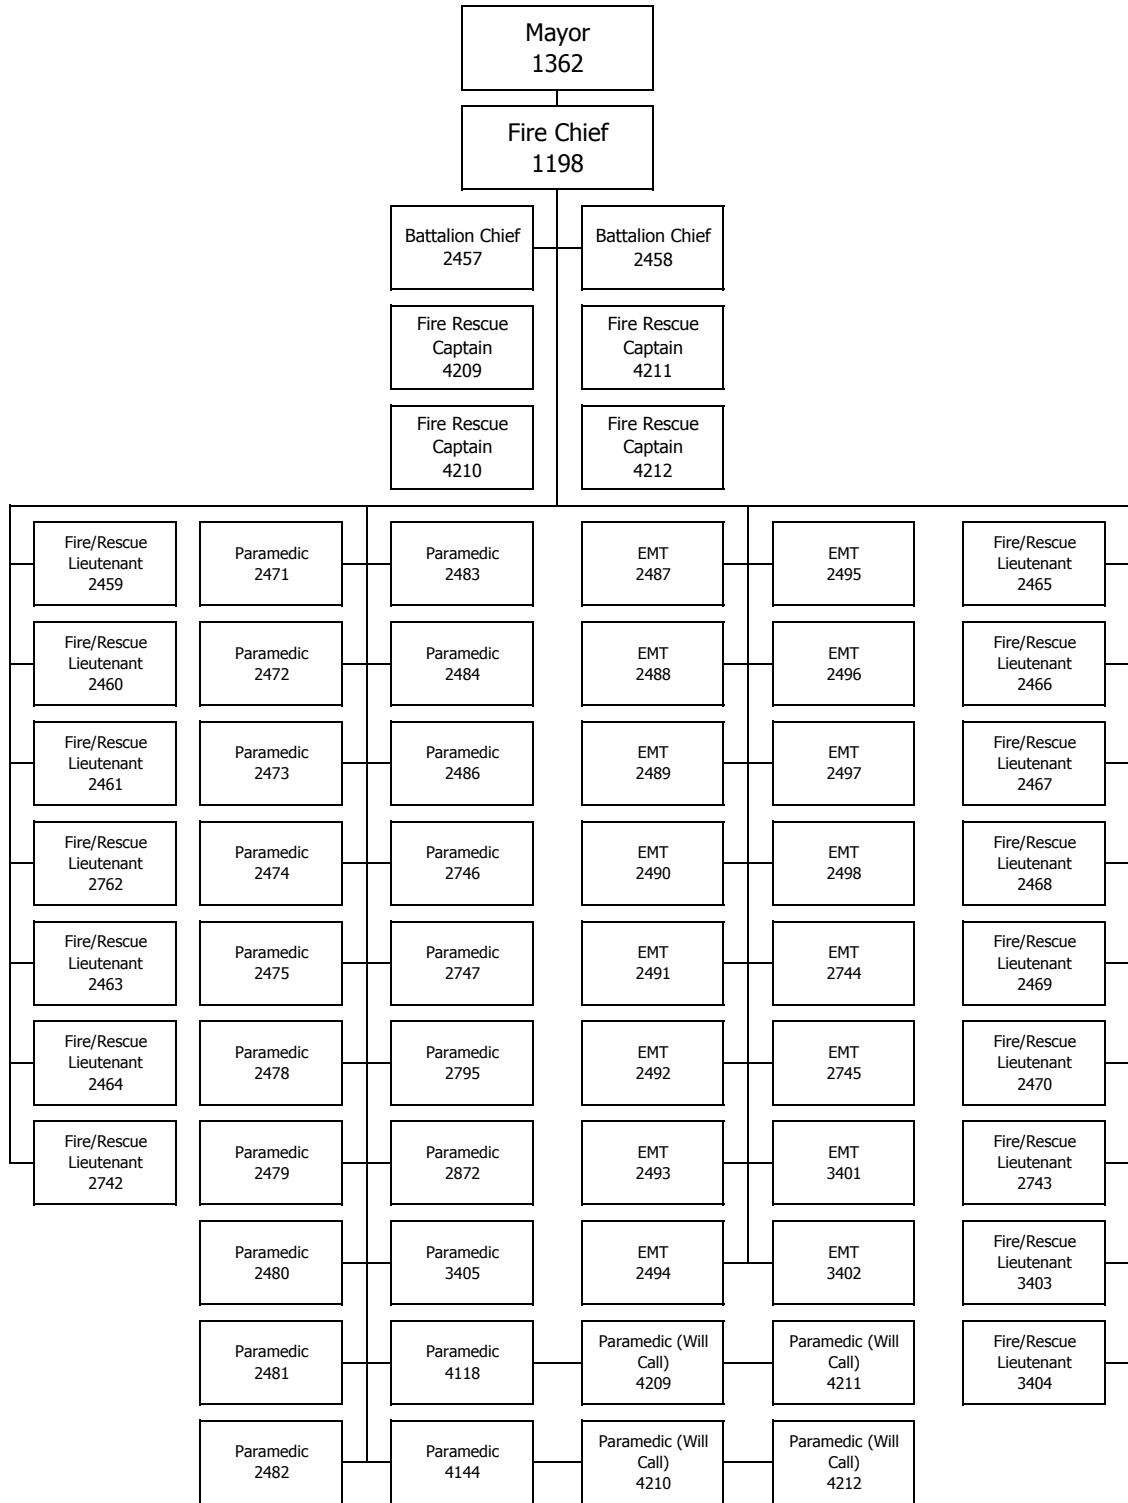 Mayor
1362
Fire Chief
1198
Battalion Chief
2457
Battalion Chief
2458
Fire Rescue
Captain
4209
Fire Rescue
Captain
4211
Fire Rescue
Captain
4210
Fire Rescue
Captain
4212
Fire/Rescue
Lieutenant
2459
Paramedic
2471
Paramedic
2483
EMT
2487
EMT
2495
Fire/Rescue
Lieutenant
2465
Fire/Rescue
Lieutenant
2460
Paramedic
2472
Paramedic
2484
EMT
2488
EMT
2496
Fire/Rescue
Lieutenant
2466
Fire/Rescue
Lieutenant
2461
Paramedic
2473
Paramedic
2486
EMT
2489
EMT
2497
Fire/Rescue
Lieutenant
2467
Fire/Rescue
Lieutenant
2762
Paramedic
2474
Paramedic
2746
EMT
2490
EMT
2498
Fire/Rescue
Lieutenant
2468
Fire/Rescue
Lieutenant
2463
Paramedic
2475
Paramedic
2747
EMT
2491
EMT
2744
Fire/Rescue
Lieutenant
2469
Fire/Rescue
Lieutenant
2464
Paramedic
2478
Paramedic
2795
EMT
2492
EMT
2745
Fire/Rescue
Lieutenant
2470
Fire/Rescue
Lieutenant
2742
Paramedic
2479
Paramedic
2872
EMT
2493
EMT
3401
Fire/Rescue
Lieutenant
2743
Paramedic
2480
Paramedic
3405
EMT
2494
EMT
3402
Fire/Rescue
Lieutenant
3403
Paramedic
2481
Paramedic
4118
Paramedic (Will
Call)
4209
Paramedic (Will
Call)
4211
Fire/Rescue
Lieutenant
3404
Paramedic
2482
Paramedic
4144
Paramedic (Will
Call)
4210
Paramedic (Will
Call)
4212